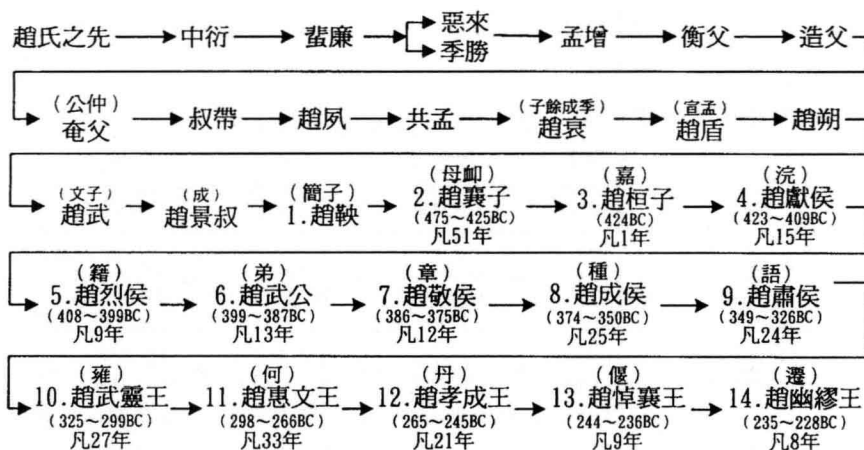 惡來
趙氏之先 中衍 蜚廉 孟增 衡父 造父
季勝
(公仲) (子餘成季) (宣孟)
奄父 叔帶 趙夙 共孟 趙衰 趙盾 趙朔
(文子) (成) (簡子) (母卹) (嘉) (浣)
趙武 趙景叔 1.趙鞅 2.趙襄子 3.趙桓子 4.趙獻侯
(475~425BC) (424BC) (423~409BC)
凡51年 凡1年 凡15年
(籍) (弟) (章) (種) (語)
5.趙烈侯 6.趙武公 7.趙敬侯 8.趙成侯 9.趙肅侯
(408~399BC) (399~387BC) (386~375BC) (374~350BC) (349~326BC)
凡9年 凡13年 凡12年 凡25年 凡24年
(雍) (何) (丹) (偃) (遷)
10.趙武靈王 11.趙惠文王 12.趙孝成王 13.趙悼襄王 14.趙幽繆王
(325~299BC) (298~266BC) (265~245BC) (244~236BC) (235~228BC)
凡27年 凡33年 凡21年 凡9年 凡8年